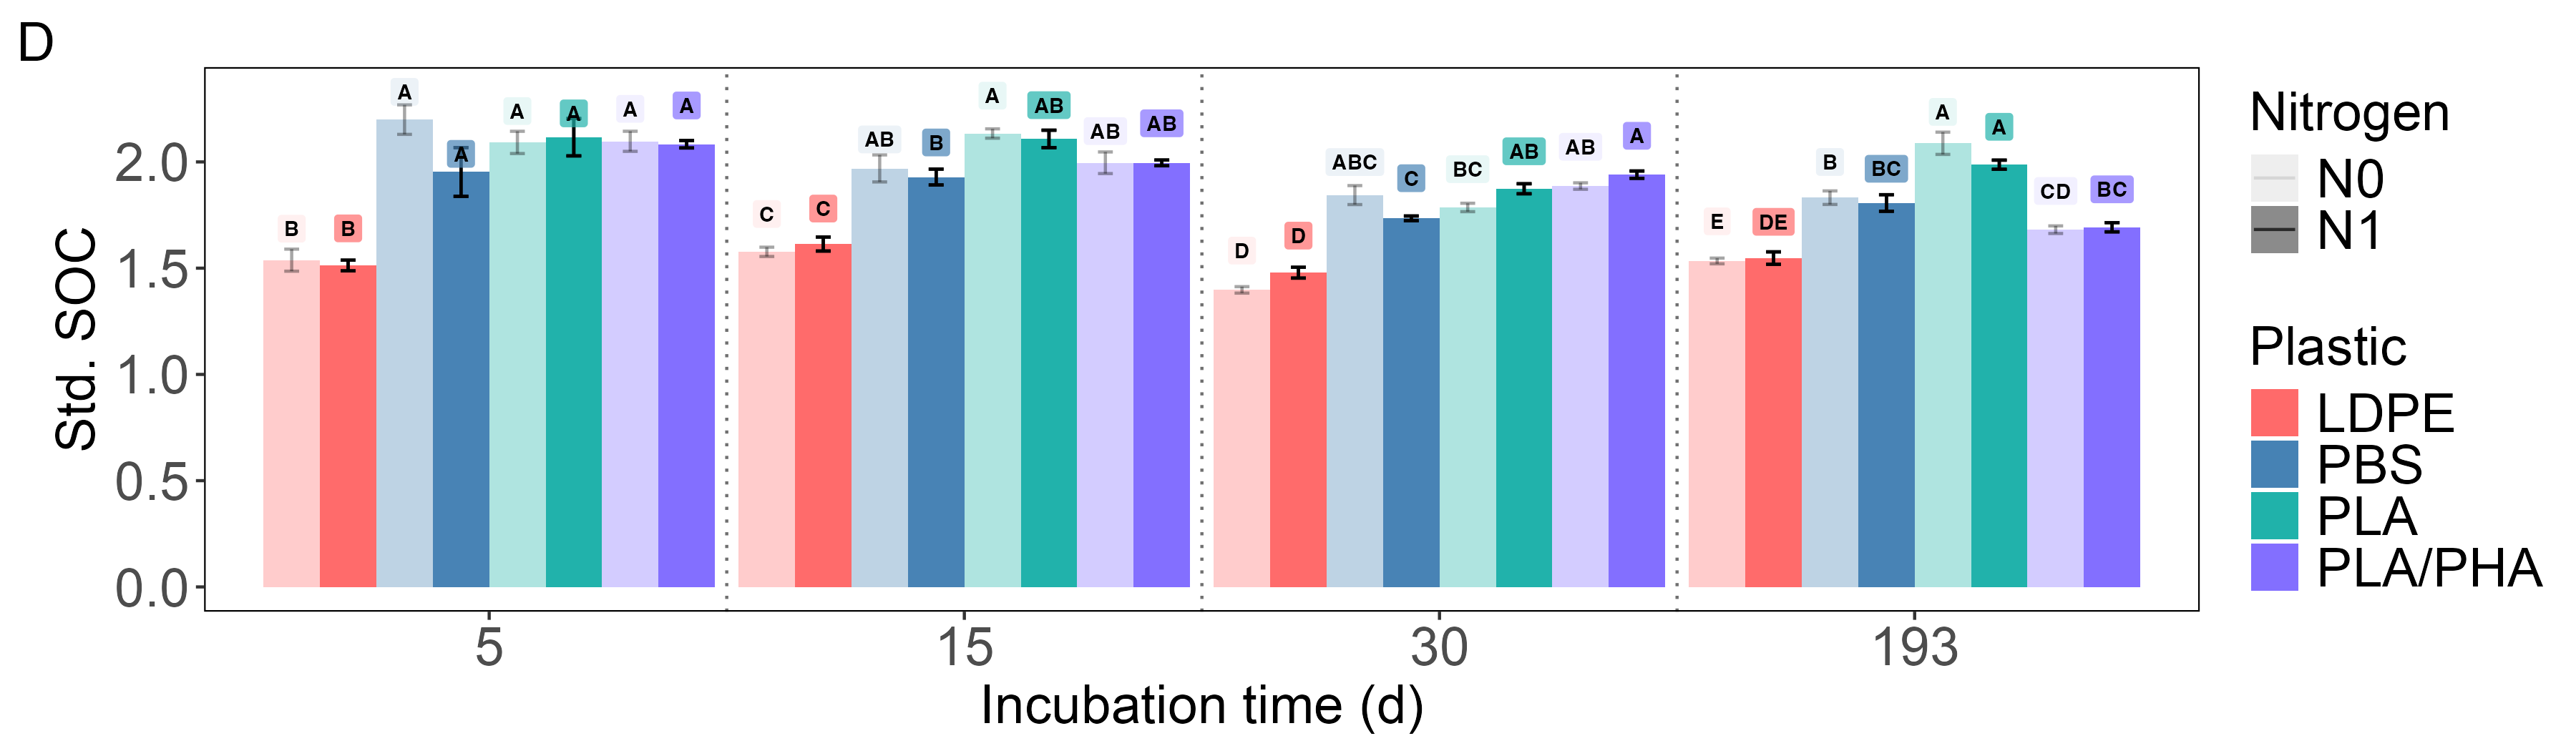 D
Std. SOC
2.0
1.5
1.0
0.5
0.0
B B A A A A A A
C C AB B A AB AB AB
D D ABC C BC AB AB A
E DE B BC A A CD BC
5 15 30 193
Incubation time (d)
Nitrogen
N0
N1
Plastic
LDPE
PBS
PLA
PLA/PHA